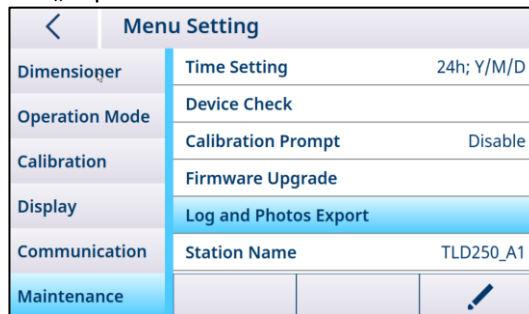 Menu Setting
Dimensioner
Operation Mode
Calibration
Display
Communication
Maintenance
Time Setting 24h; Y/M/D
Device Check
Calibration Prompt Disable
Firmware Upgrade
Log and Photos Export
Station Name TLD250_A1